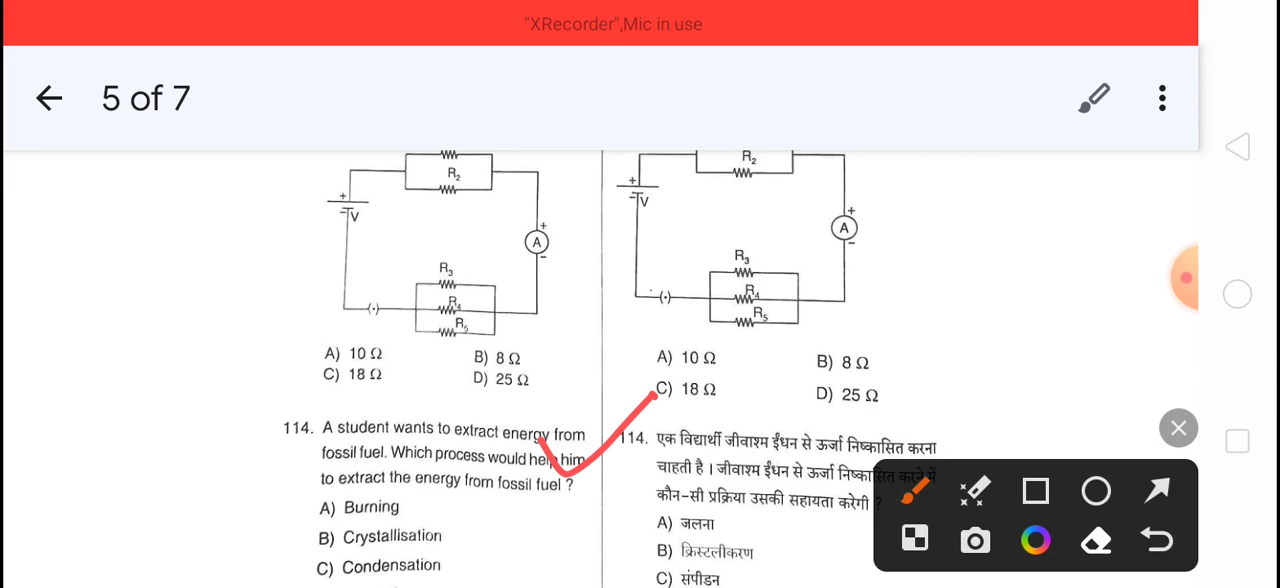 "XRecorder",Mic in use
5 of 7
R2
+
-
V
+
A
-
R3
R4
R5
A) 10 Ω
B) 8 Ω
C) 18 Ω
D) 25 Ω
114. A student wants to extract energy from
fossil fuel. Which process would help him
to extract the energy from fossil fuel ?
A) Burning
B) Crystallisation
C) Condensation
R2
+
-
V
+
A
-
R3
R4
R5
A) 10 Ω
B) 8 Ω
C) 18 Ω
D) 25 Ω
114. एक विद्यार्थी जीवाश्म ईंधन से ऊर्जा निष्कासित करना
चाहती है । जीवाश्म ईंधन से ऊर्जा निष्कासित करने में
कौन-सी प्रक्रिया उसकी सहायता करेगी ?
A) जलना
B) क्रिस्टलीकरण
C) संपीडन